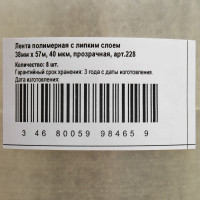 Лента полимерная с липким слоем
38мм х 57м, 40 мкм, прозрачная, арт.228
Количество: 8 шт.
Гарантийный срок хранения: 3 года с даты изготовления.
Дата изготовления:
3 46 80059 98465 9